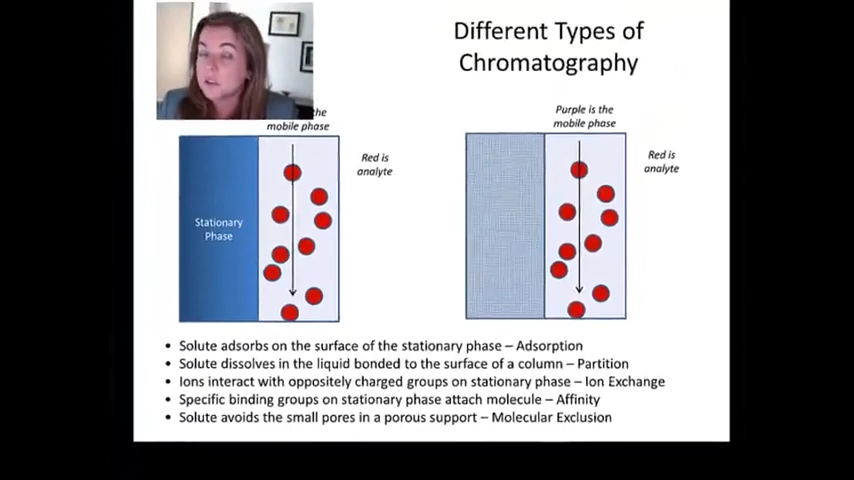 Different Types of
Chromatography
the
mobile phase
Purple is the
mobile phase
Red is
analyte
Red is
analyte
Stationary
Phase
• Solute adsorbs on the surface of the stationary phase – Adsorption
• Solute dissolves in the liquid bonded to the surface of a column – Partition
• Ions interact with oppositely charged groups on stationary phase – Ion Exchange
• Specific binding groups on stationary phase attach molecule – Affinity
• Solute avoids the small pores in a porous support – Molecular Exclusion